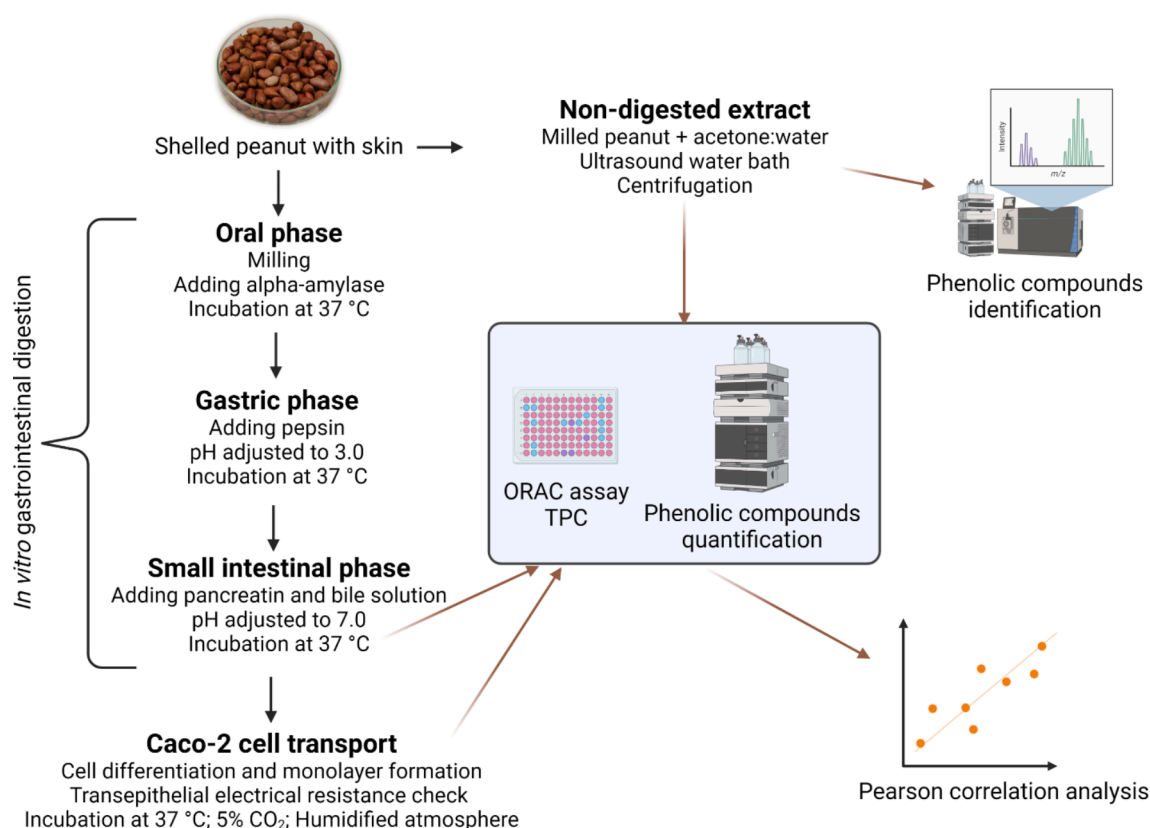 Shelled peanut with skin
Non-digested extract
Milled peanut + acetone:water
Ultrasound water bath
Centrifugation
Intensity
m/z
Phenolic compounds
identification
In vitro gastrointestinal digestion
Oral phase
Milling
Adding alpha-amylase
Incubation at 37 °C
Gastric phase
Adding pepsin
pH adjusted to 3.0
Incubation at 37 °C
Small intestinal phase
Adding pancreatin and bile solution
pH adjusted to 7.0
Incubation at 37 °C
Caco-2 cell transport
Cell differentiation and monolayer formation
Transepithelial electrical resistance check
Incubation at 37 °C; 5% CO₂; Humidified atmosphere
ORAC assay
TPC
Phenolic compounds
quantification
Pearson correlation analysis